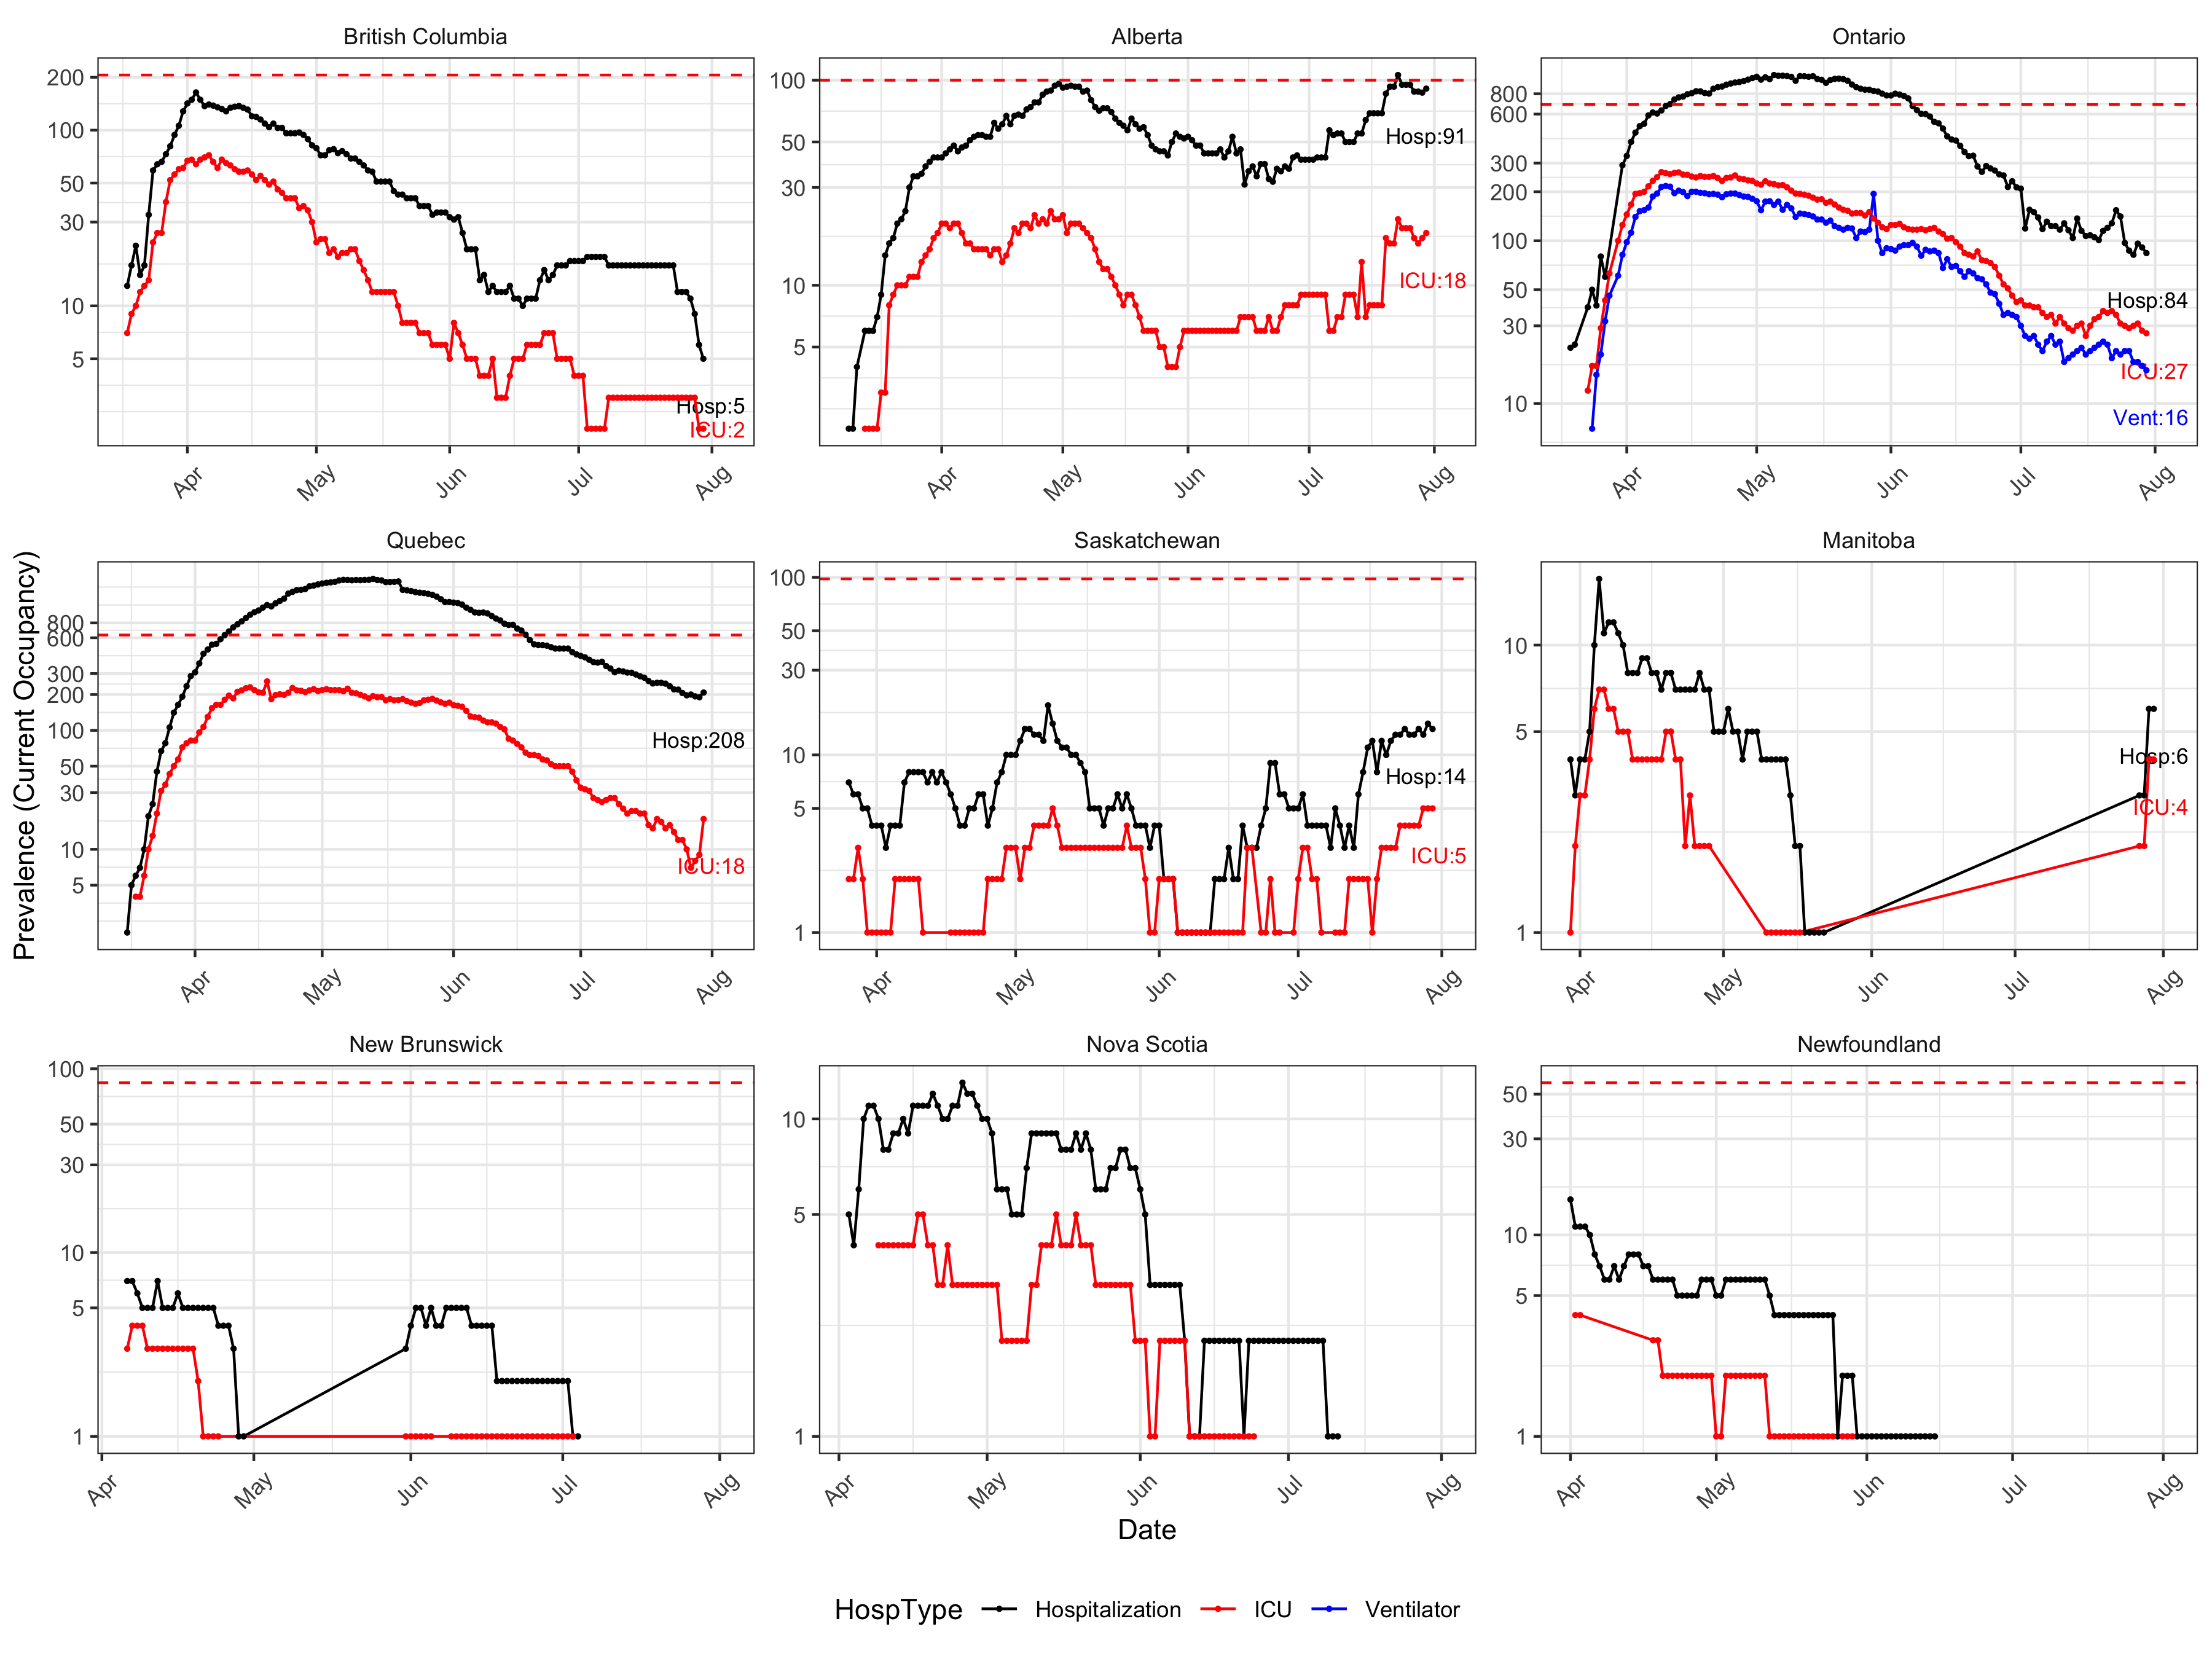 British Columbia
Alberta
Ontario
200
100
50
30
10
5
Hosp:5
ICU:2
Apr
May
Jun
Jul
Aug
100
50
30
10
5
Hosp:91
ICU:18
Apr
May
Jun
Jul
Aug
800
600
300
200
100
50
30
10
Hosp:84
ICU:27
Vent:16
Apr
May
Jun
Jul
Aug
Prevalence (Current Occupancy)
Quebec
Saskatchewan
Manitoba
800
600
300
200
100
50
30
10
5
Hosp:208
ICU:18
Apr
May
Jun
Jul
Aug
100
50
30
10
5
1
Hosp:14
ICU:5
Apr
May
Jun
Jul
Aug
10
5
1
Hosp:6
ICU:4
Apr
May
Jun
Jul
Aug
New Brunswick
Nova Scotia
Newfoundland
100
50
30
10
5
1
Apr
May
Jun
Jul
Aug
10
5
1
Apr
May
Jun
Jul
Aug
50
30
10
5
1
Apr
May
Jun
Jul
Aug
Date
HospType Hospitalization ICU Ventilator